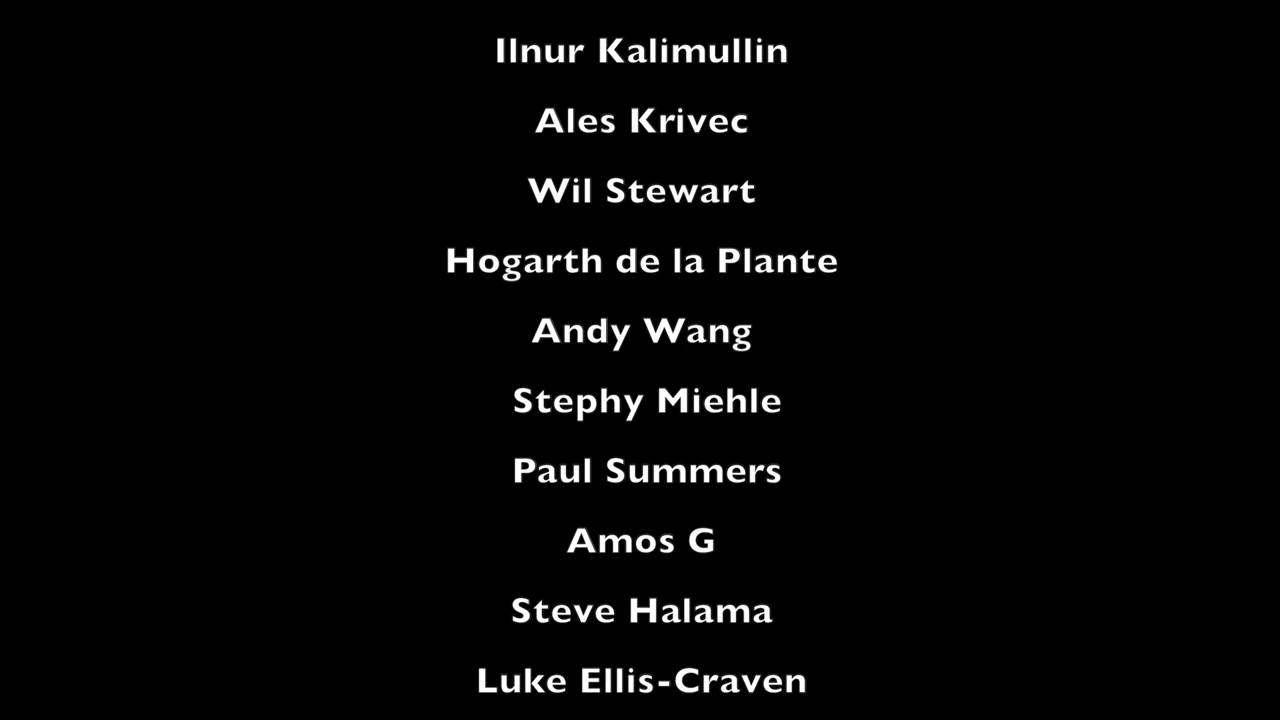 Ilnur Kalimullin
Ales Krivec
Wil Stewart
Hogarth de la Plante
Andy Wang
Stephy Miehle
Paul Summers
Amos G
Steve Halama
Luke Ellis-Craven